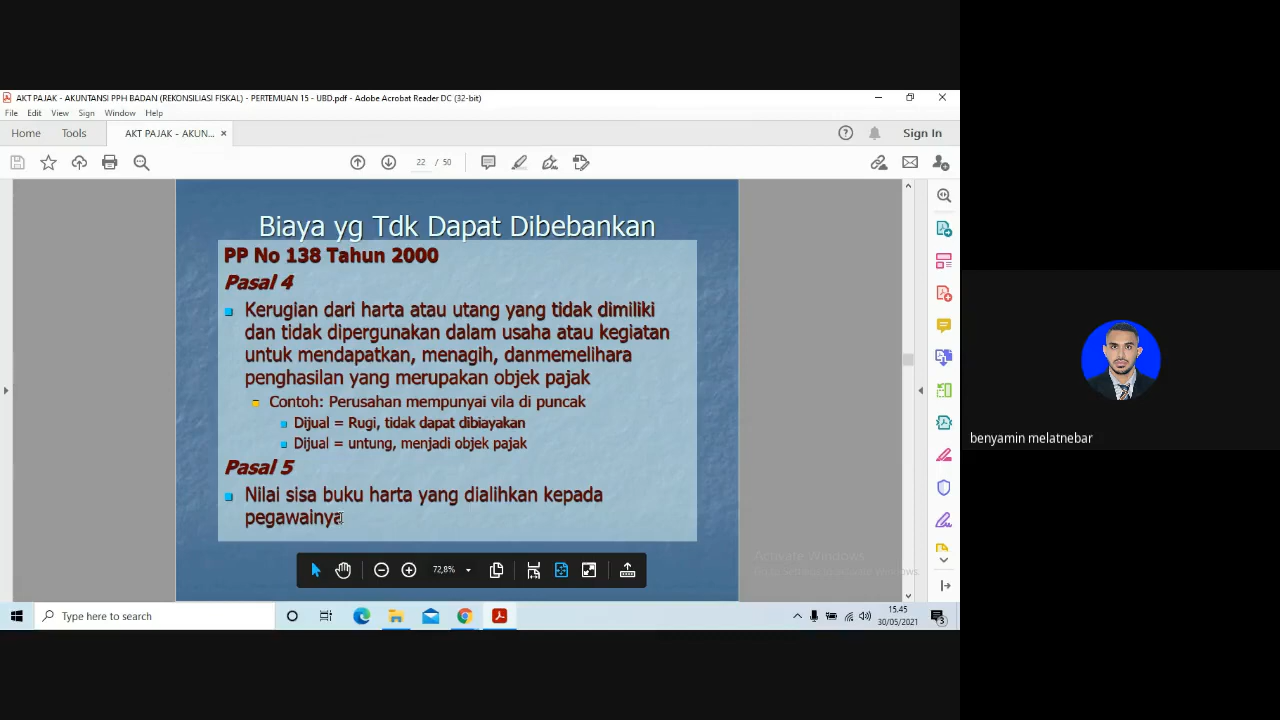 AKT PAJAK - AKUNTANSI PPH BADAN (REKONSILIASI FISKAL) - PERTEMUAN 15 - UBD.pdf - Adobe Acrobat Reader DC (32-bit)
File Edit View Sign Window Help
Home Tools AKT PAJAK - AKUN... × Sign In
22 / 50
Biaya yg Tdk Dapat Dibebankan
PP No 138 Tahun 2000
Pasal 4
Kerugian dari harta atau utang yang tidak dimiliki
dan tidak dipergunakan dalam usaha atau kegiatan
untuk mendapatkan, menagih, danmemelihara
penghasilan yang merupakan objek pajak
Contoh: Perusahan mempunyai vila di puncak
Dijual = Rugi, tidak dapat dibiayakan
Dijual = untung, menjadi objek pajak
Pasal 5
Nilai sisa buku harta yang dialihkan kepada
pegawainya
72,8%
Activate Windows
benyamin melatnebar
Type here to search
15.45
30/05/2021
3